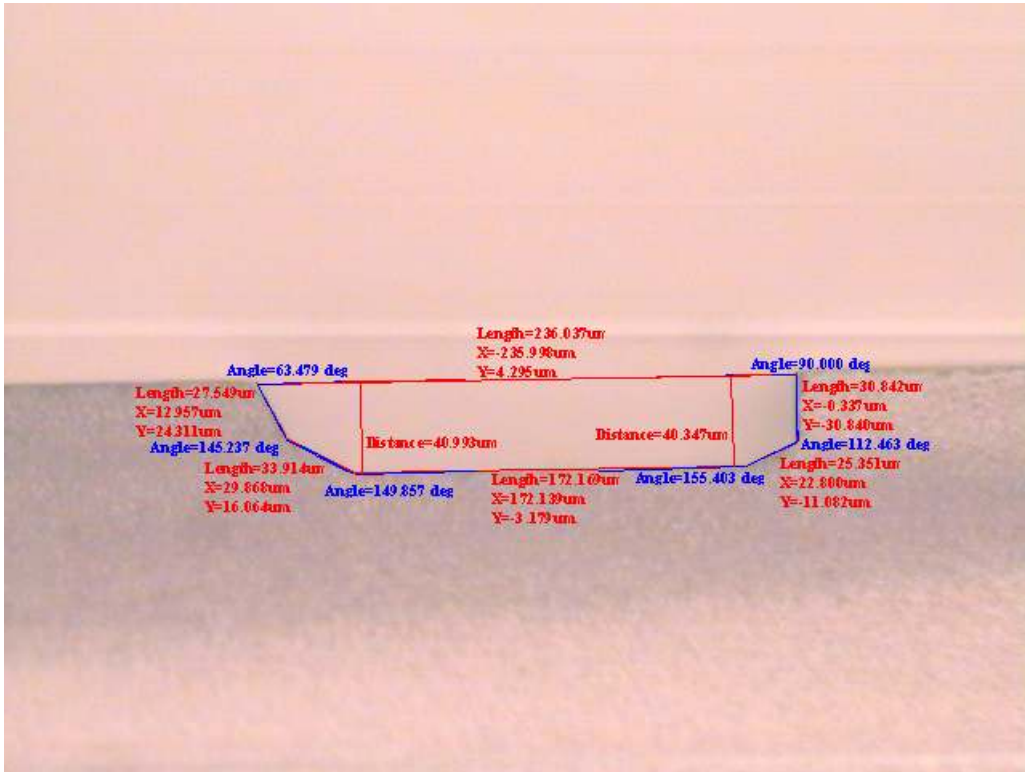 Length=236.037um
X=-235.998um
Y=4.295um
Angle=63.479 deg
Angle=90.000 deg
Length=27.549um
X=12.957um
Y=24.311um
Length=30.842um
X=-0.337um
Y=-30.840um
Distance=40.993um
Distance=40.347um
Angle=145.237 deg
Angle=112.463 deg
Length=33.914um
X=29.868um
Y=16.064um
Length=25.351um
X=22.800um
Y=-11.082um
Angle=149.857 deg
Length=172.169um
X=172.139um
Y=-3.179um
Angle=155.403 deg